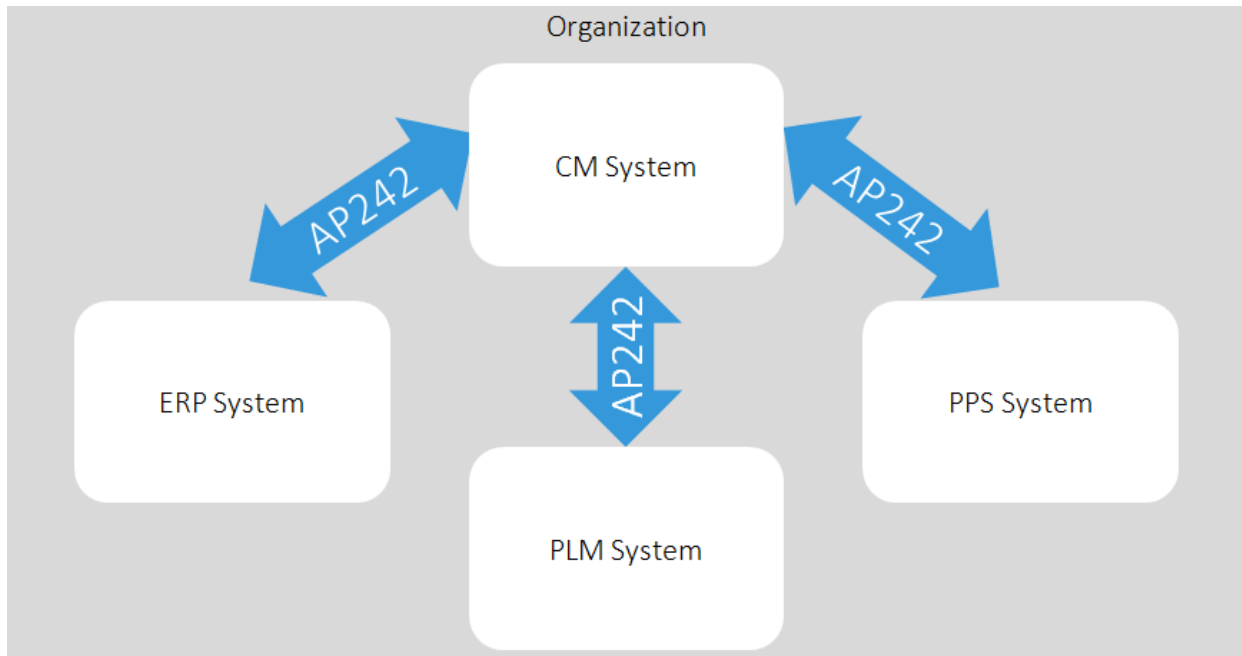 Organization
CM System
AP242
AP242
AP242
ERP System
PPS System
PLM System